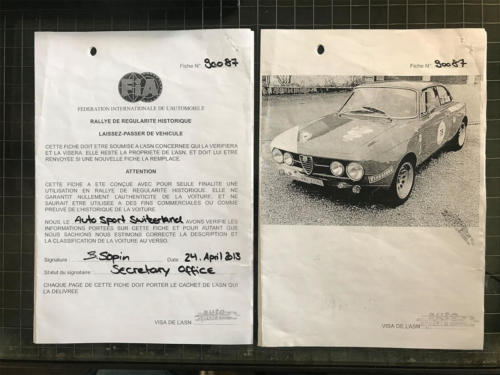 Fiche N°. 90087
FIA
FEDERATION INTERNATIONALE DE L'AUTOMOBILE
RALLYE DE REGULARITE HISTORIQUE
LAISSEZ-PASSER DE VEHICULE
CETTE FICHE DOIT ETRE SOUMISE A L'ASN CONCERNEE QUI LA VERIFIERA
ET LA VISERA. ELLE RESTE LA PROPRIETE DE L'ASN, ET DOIT LUI ETRE
RENVOYEE SI UNE NOUVELLE FICHE LA REMPLACE.
ATTENTION
CETTE FICHE A ETE CONÇUE AVEC POUR SEULE FINALITE UNE
UTILISATION EN RALLYE DE REGULARITE HISTORIQUE. ELLE NE
GARANTIT NULLEMENT L'AUTHENTICITE DE LA VOITURE, ET NE
SAURAIT ETRE UTILISEE A DES FINS COMMERCIALES OU COMME
PREUVE DE L'HISTORIQUE DE LA VOITURE.
NOUS LE Auto Sport Switzerland AVONS VERIFIE LES
INFORMATIONS PORTEES SUR CETTE FICHE ET POUR AUTANT QUE
NOUS SACHIONS NOUS ESTIMONS CORRECTE LA DESCRIPTION ET
LA CLASSIFICATION DE LA VOITURE AU VERSO.
Signature Date 24. April 2013
Statut du signataire Secretary Office
CHAQUE PAGE DE CETTE FICHE DOIT PORTER LE CACHET DE L'ASN QUI
L'A DELIVREE
VISA DE L'ASN auto
Fiche N°. 90087
VISA DE L'ASN auto